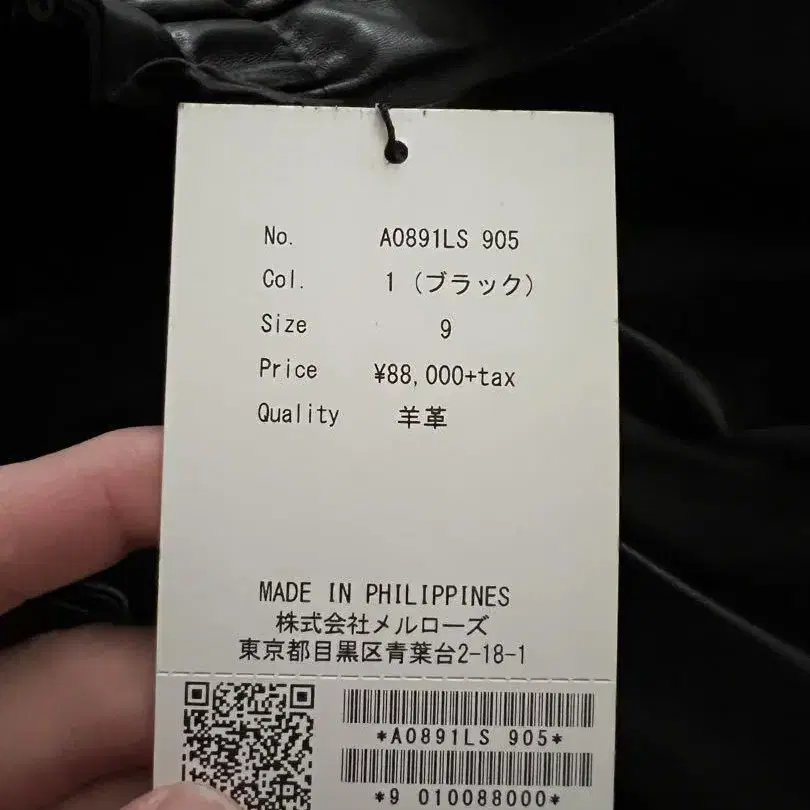 No. A0891LS 905
Col. 1 (ブラック)
Size 9
Price ¥88,000+tax
Quality 羊革
MADE IN PHILIPPINES
株式会社メルローズ
東京都目黒区青葉台2-18-1
*A0891LS 905*
*9 010088000*